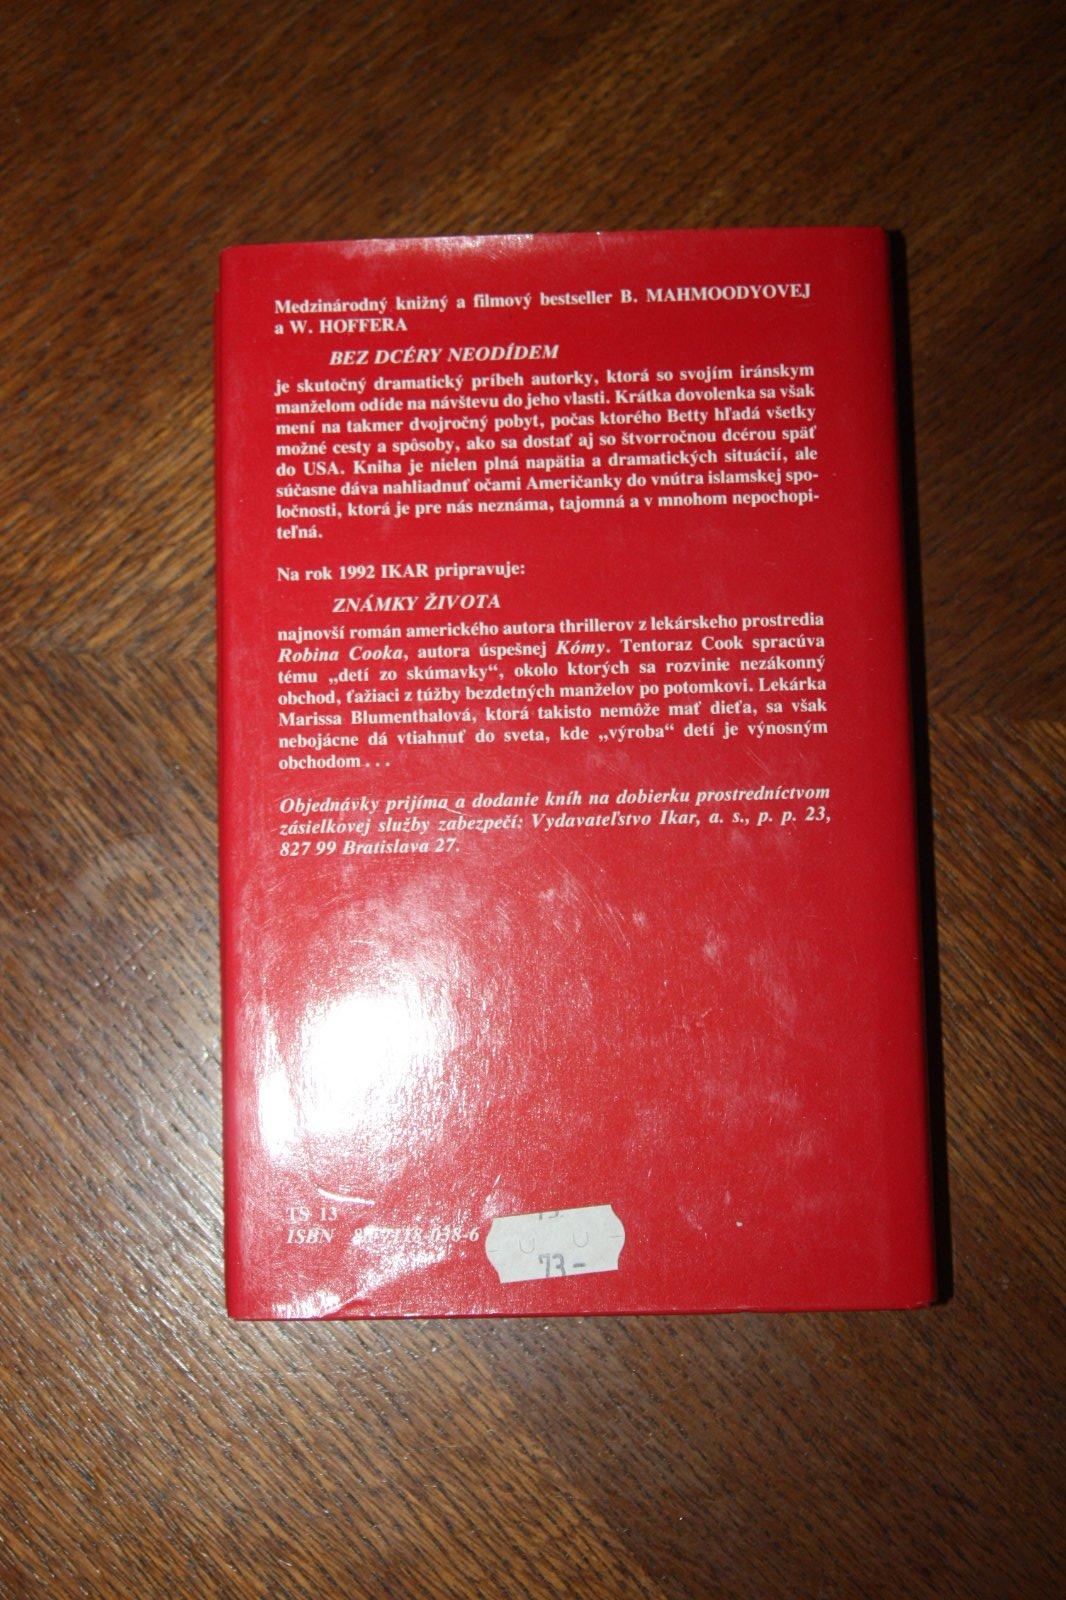 Medzinárodný knižný a filmový bestseller B. MAHMOODYOVEJ
a W. HOFFERA
BEZ DCÉRY NEODÍDEM
je skutočný dramatický príbeh autorky, ktorá so svojím iránskym
manželom odíde na návštevu do jeho vlasti. Krátka dovolenka sa však
mení na takmer dvojročný pobyt, počas ktorého Betty hľadá všetky
možné cesty a spôsoby, ako sa dostať aj so štvorročnou dcérou späť
do USA. Kniha je nielen plná napätia a dramatických situácií, ale
súčasne dáva nahliadnuť očami Američanky do vnútra islamskej spo-
ločnosti, ktorá je pre nás neznáma, tajomná a v mnohom nepochopi-
teľná.
Na rok 1992 IKAR pripravuje:
ZNÁMKY ŽIVOTA
najnovší román amerického autora thrillerov z lekárskeho prostredia
Robina Cooka, autora úspešnej Kómy. Tentoraz Cook spracúva
tému „detí zo skúmavky“, okolo ktorých sa rozvinie nezákonný
obchod, ťažiaci z túžby bezdetných manželov po potomkovi. Lekárka
Marissa Blumenthalová, ktorá takisto nemôže mať dieťa, sa však
nebojácne dá vtiahnuť do sveta, kde „výroba“ detí je výnosným
obchodom . . .
Objednávky prijíma a dodanie kníh na dobierku prostredníctvom
zásielkovej služby zabezpečí: Vydavateľstvo Ikar, a. s., p. p. 23,
827 99 Bratislava 27.
TS 13
ISBN 80-7118-038-6
73-